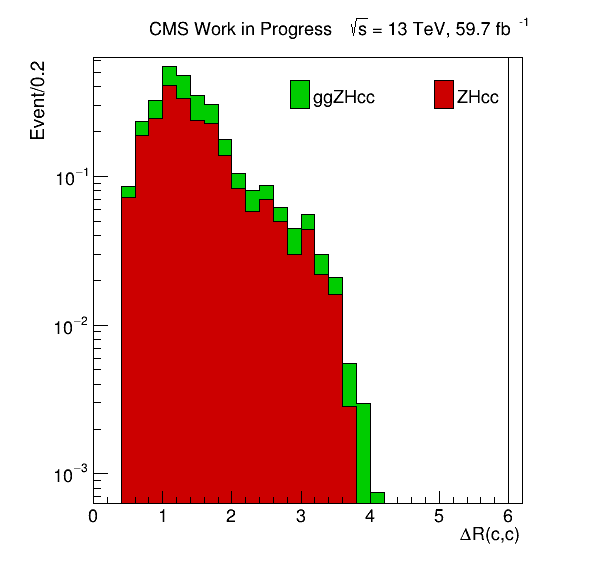 CMS Work in Progress √s = 13 TeV, 59.7 fb⁻¹
Event/0.2
ggZHcc ZHcc
10⁻¹
10⁻²
10⁻³
0 1 2 3 4 5 6
ΔR(c,c)